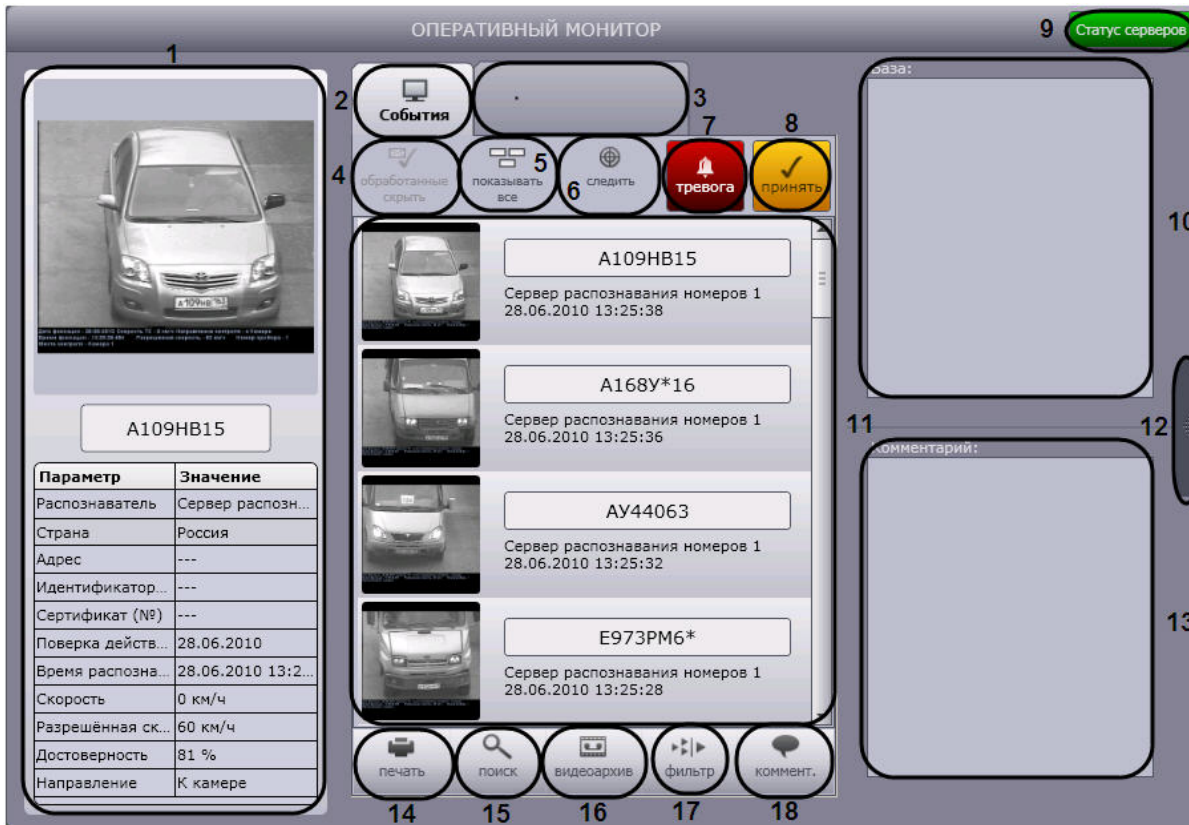 ОПЕРАТИВНЫЙ МОНИТОР
9
Статус серверов
1
А109НВ15
Параметр Значение
Распознаватель Сервер распозн...
Страна Россия
Адрес ---
Идентификатор... ---
Сертификат (№) ---
Поверка действ... 28.06.2010
Время распозна... 28.06.2010 13:2...
Скорость 0 км/ч
Разрешённая ск... 60 км/ч
Достоверность 81 %
Направление К камере
2
События
3
7
8
4
обработанные скрыть
5
показывать все
6
следить
тревога
принять
А109НВ15
Сервер распознавания номеров 1
28.06.2010 13:25:38
А168У*16
Сервер распознавания номеров 1
28.06.2010 13:25:36
АУ44063
Сервер распознавания номеров 1
28.06.2010 13:25:32
Е973РМ6*
Сервер распознавания номеров 1
28.06.2010 13:25:28
печать
поиск
видеоархив
фильтр
коммент.
14
15
16
17
18
База:
10
11
12
Комментарий:
13